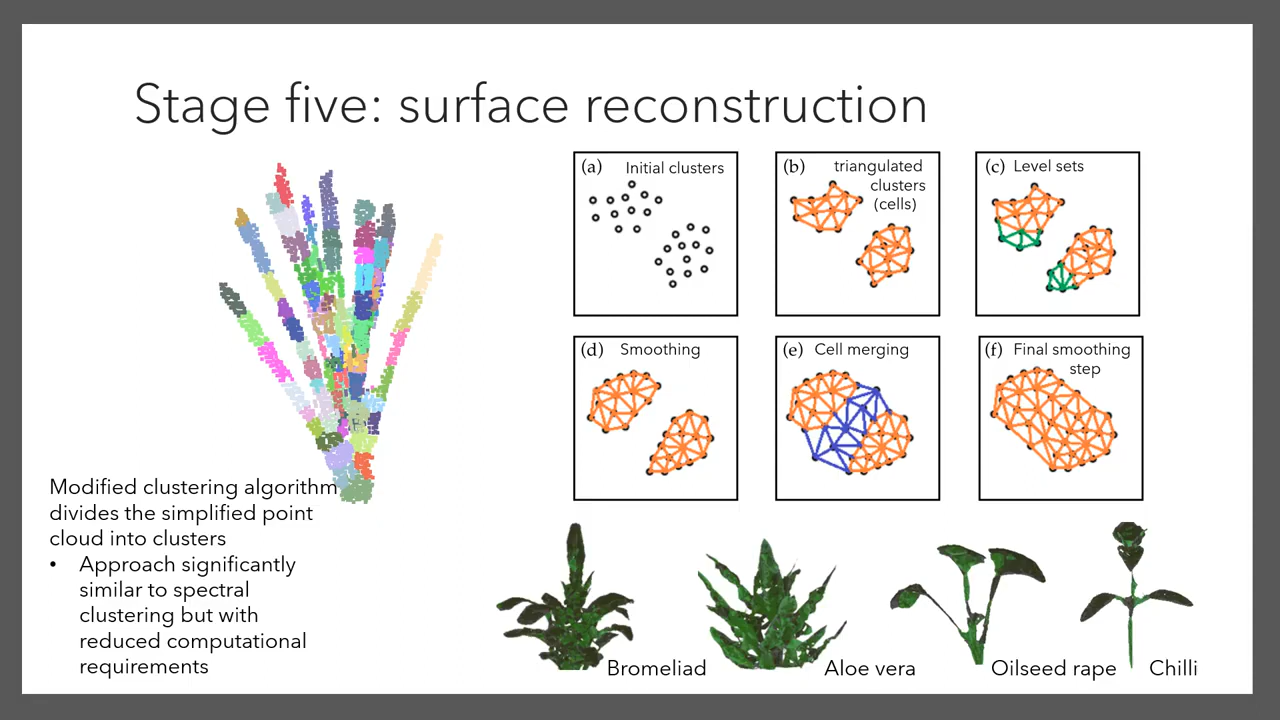 Stage five: surface reconstruction
(a) Initial clusters
(b) triangulated
clusters
(cells)
(c) Level sets
(d) Smoothing
(e) Cell merging
(f) Final smoothing
step
Modified clustering algorithm
divides the simplified point
cloud into clusters
• Approach significantly
similar to spectral
clustering but with
reduced computational
requirements
Bromeliad
Aloe vera
Oilseed rape
Chilli